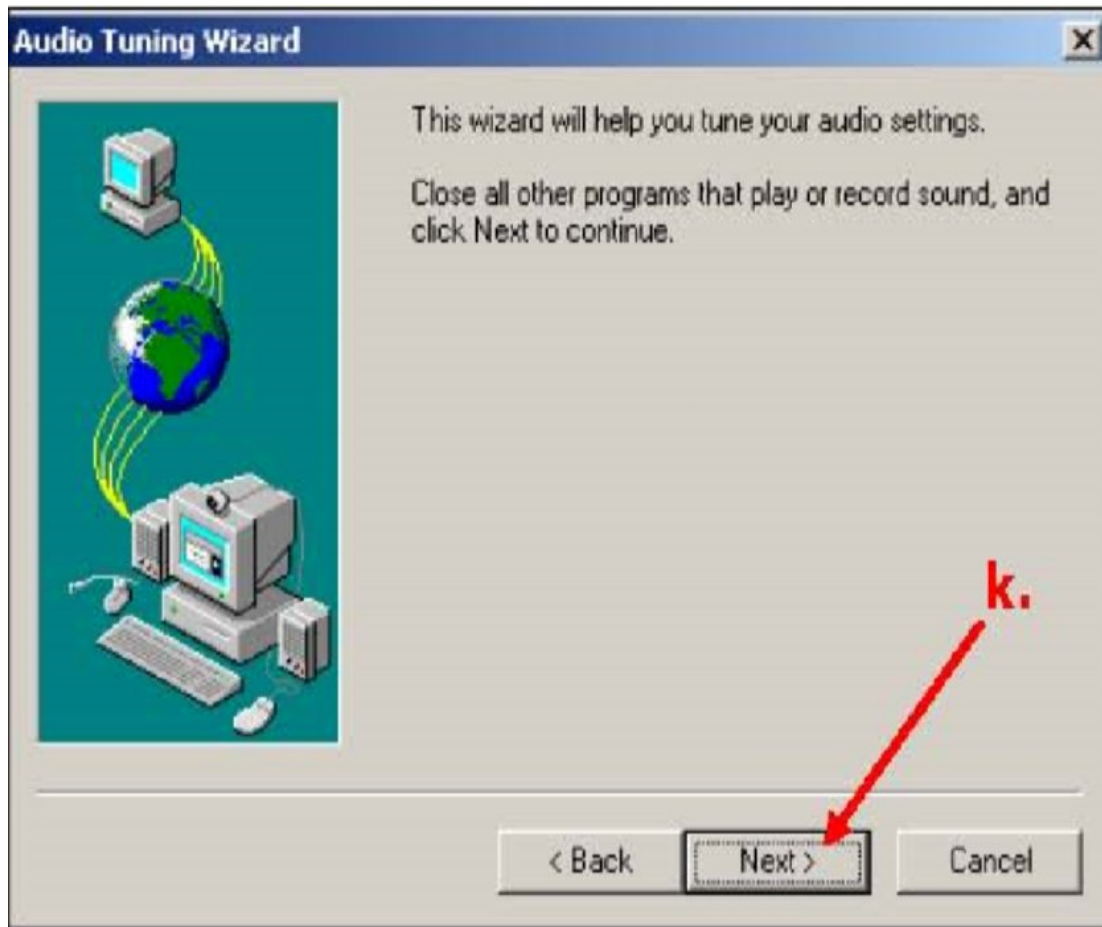 Audio Tuning Wizard
This wizard will help you tune your audio settings.
Close all other programs that play or record sound, and
click Next to continue.
k.
< Back
Next >
Cancel